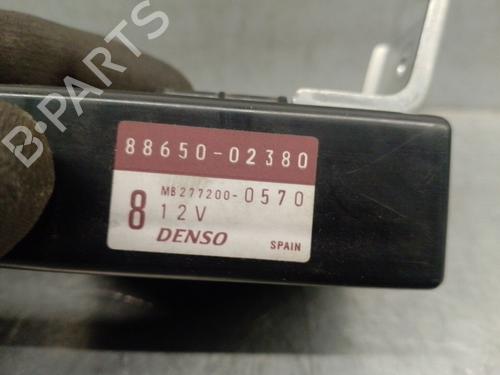 B-PARTS
88650-02380
MB277200-0570
8 12V
DENSO SPAIN